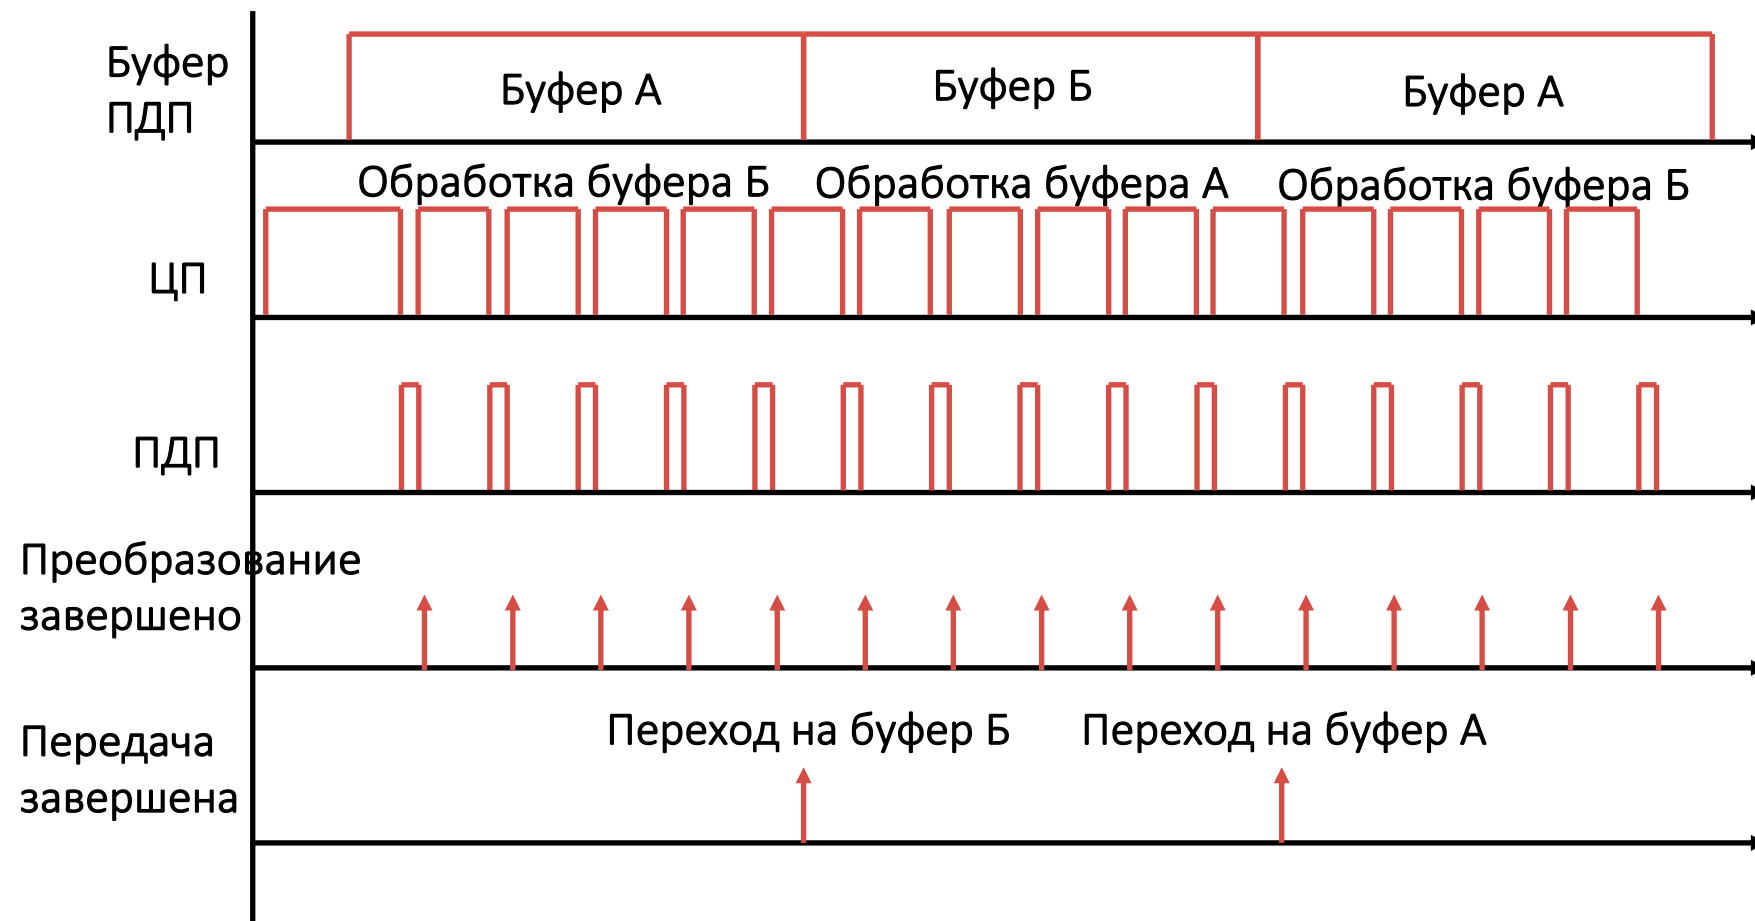 Буфер
ПДП
Буфер А
Буфер Б
Буфер А
Обработка буфера Б
Обработка буфера А
Обработка буфера Б
ЦП
ПДП
Преобразование
завершено
Передача
завершена
Переход на буфер Б
Переход на буфер А